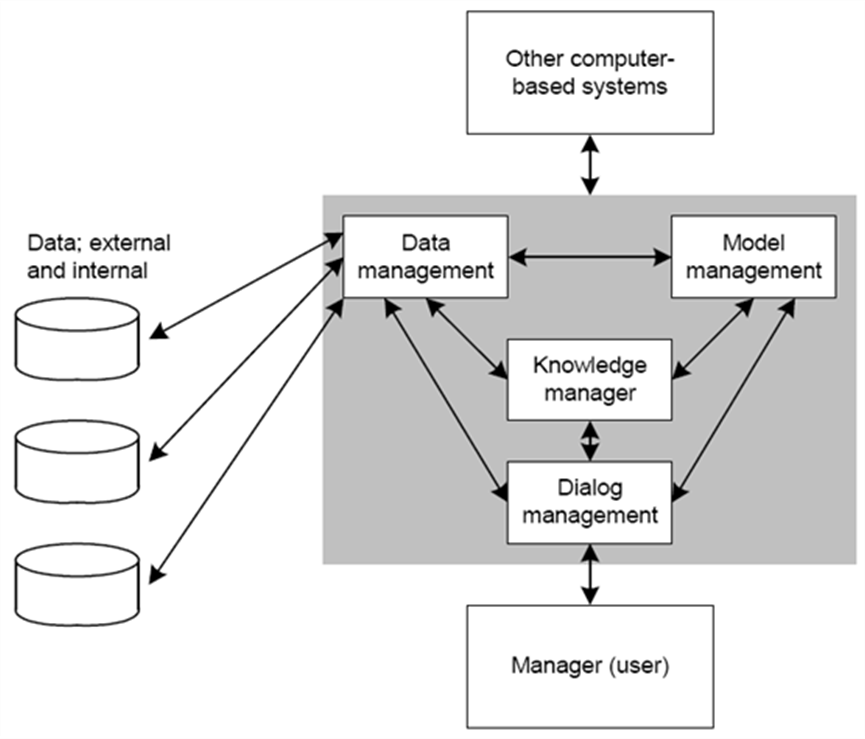 Other computer-
based systems
Data; external
and internal
Data
management
Model
management
Knowledge
manager
Dialog
management
Manager (user)